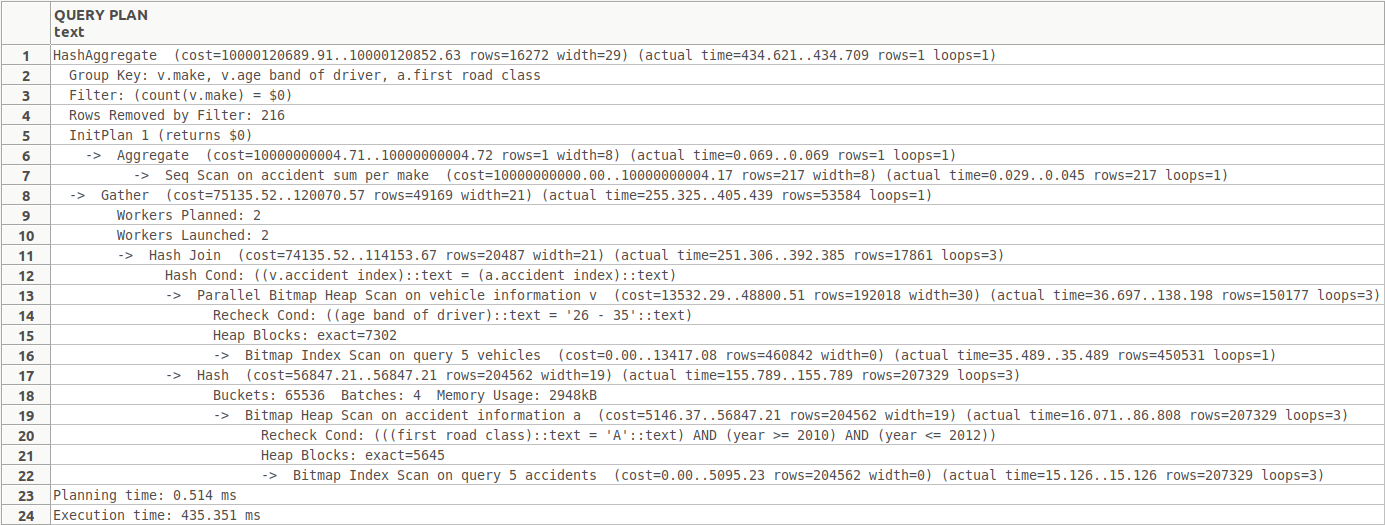 QUERY PLAN
text
1 HashAggregate (cost=10000120689.91..10000120852.63 rows=16272 width=29) (actual time=434.621..434.709 rows=1 loops=1)
2 Group Key: v.make, v.age band of driver, a.first road class
3 Filter: (count(v.make) = $0)
4 Rows Removed by Filter: 216
5 InitPlan 1 (returns $0)
6 -> Aggregate (cost=10000000004.71..10000000004.72 rows=1 width=8) (actual time=0.069..0.069 rows=1 loops=1)
7 -> Seq Scan on accident sum per make (cost=10000000000.00..10000000004.17 rows=217 width=8) (actual time=0.029..0.045 rows=217 loops=1)
8 -> Gather (cost=75135.52..120070.57 rows=49169 width=21) (actual time=255.325..405.439 rows=53584 loops=1)
9 Workers Planned: 2
10 Workers Launched: 2
11 -> Hash Join (cost=74135.52..114153.67 rows=20487 width=21) (actual time=251.306..392.385 rows=17861 loops=3)
12 Hash Cond: ((v.accident index)::text = (a.accident index)::text)
13 -> Parallel Bitmap Heap Scan on vehicle information v (cost=13532.29..48800.51 rows=192018 width=30) (actual time=36.697..138.198 rows=150177 loops=3)
14 Recheck Cond: ((age band of driver)::text = '26 - 35'::text)
15 Heap Blocks: exact=7302
16 -> Bitmap Index Scan on query 5 vehicles (cost=0.00..13417.08 rows=460842 width=0) (actual time=35.489..35.489 rows=450531 loops=1)
17 -> Hash (cost=56847.21..56847.21 rows=204562 width=19) (actual time=155.789..155.789 rows=207329 loops=3)
18 Buckets: 65536 Batches: 4 Memory Usage: 2948kB
19 -> Bitmap Heap Scan on accident information a (cost=5146.37..56847.21 rows=204562 width=19) (actual time=16.071..86.808 rows=207329 loops=3)
20 Recheck Cond: (((first road class)::text = 'A'::text) AND (year >= 2010) AND (year <= 2012))
21 Heap Blocks: exact=5645
22 -> Bitmap Index Scan on query 5 accidents (cost=0.00..5095.23 rows=204562 width=0) (actual time=15.126..15.126 rows=207329 loops=3)
23 Planning time: 0.514 ms
24 Execution time: 435.351 ms